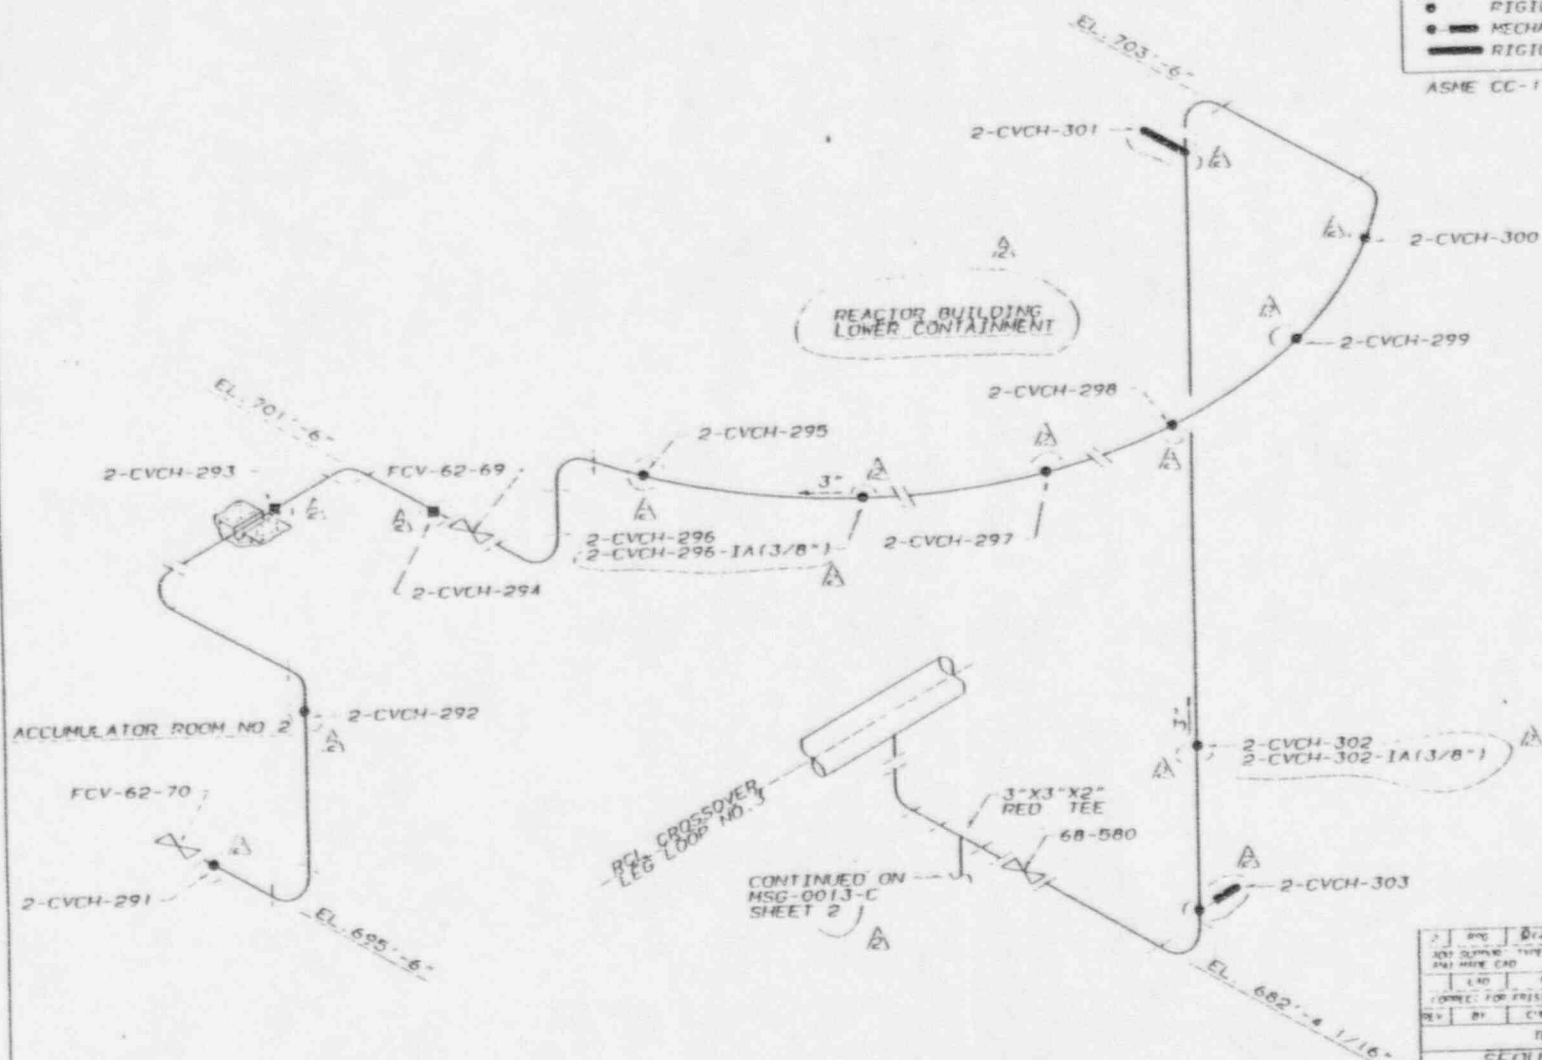 EL. 703'-6"
MECHA
ASME CC-1
2-CVCH-301
2-CVCH-300
REACTOR BUILDING
LOWER CONTAINMENT
2-CVCH-299
2-CVCH-298
EL. 701'-6"
2-CVCH-295
2-CVCH-293
FCV-62-69
3"
2-CVCH-296
2-CVCH-296-IA(3/8")
2-CVCH-297
2-CVCH-294
2-CVCH-292
ACCUMULATOR ROOM NO 2
3"
2-CVCH-302
2-CVCH-302-IA(3/8")
FCV-62-70
RCL CROSSOVER
LEG LOOP NO.3
3"X3"X2"
RED TEE
68-580
CONTINUED ON
MSG-0013-C
SHEET 2
2-CVCH-303
2-CVCH-291
EL. 695'-6"
EL. 682'-4 1/16"